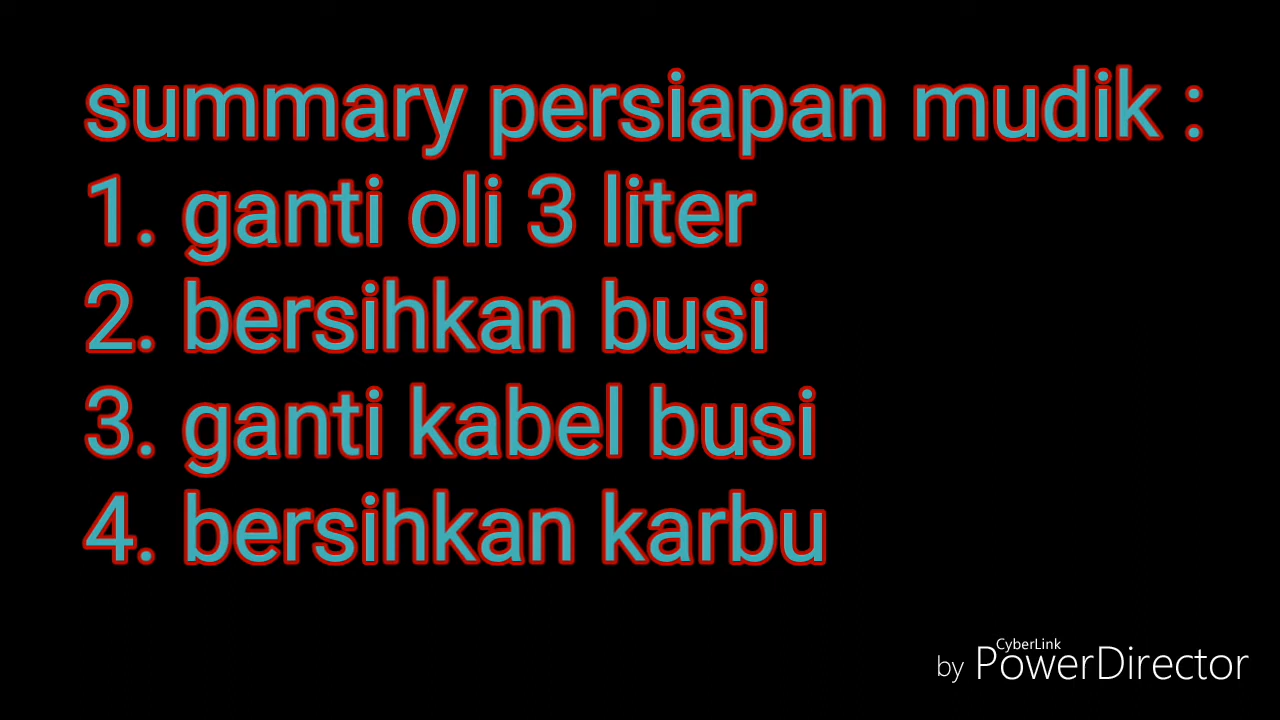 summary persiapan mudik :
1. ganti oli 3 liter
2. bersihkan busi
3. ganti kabel busi
4. bersihkan karbu
CyberLink
by PowerDirector